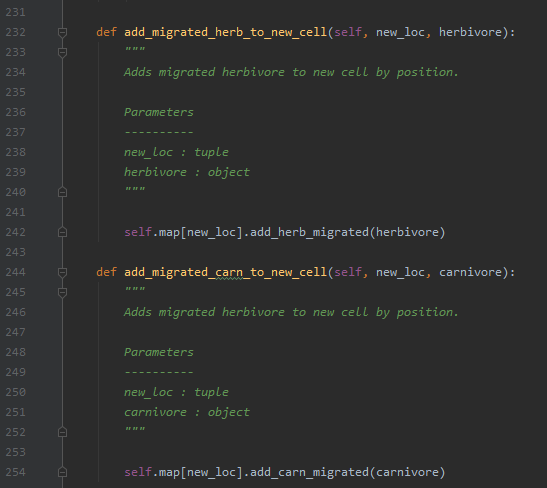 231
232 def add_migrated_herb_to_new_cell(self, new_loc, herbivore):
233 """
234 Adds migrated herbivore to new cell by position.
235
236 Parameters
237 ----------
238 new_loc : tuple
239 herbivore : object
240 """
241
242 self.map[new_loc].add_herb_migrated(herbivore)
243
244 def add_migrated_carn_to_new_cell(self, new_loc, carnivore):
245 """
246 Adds migrated herbivore to new cell by position.
247
248 Parameters
249 ----------
250 new_loc : tuple
251 carnivore : object
252 """
253
254 self.map[new_loc].add_carn_migrated(carnivore)